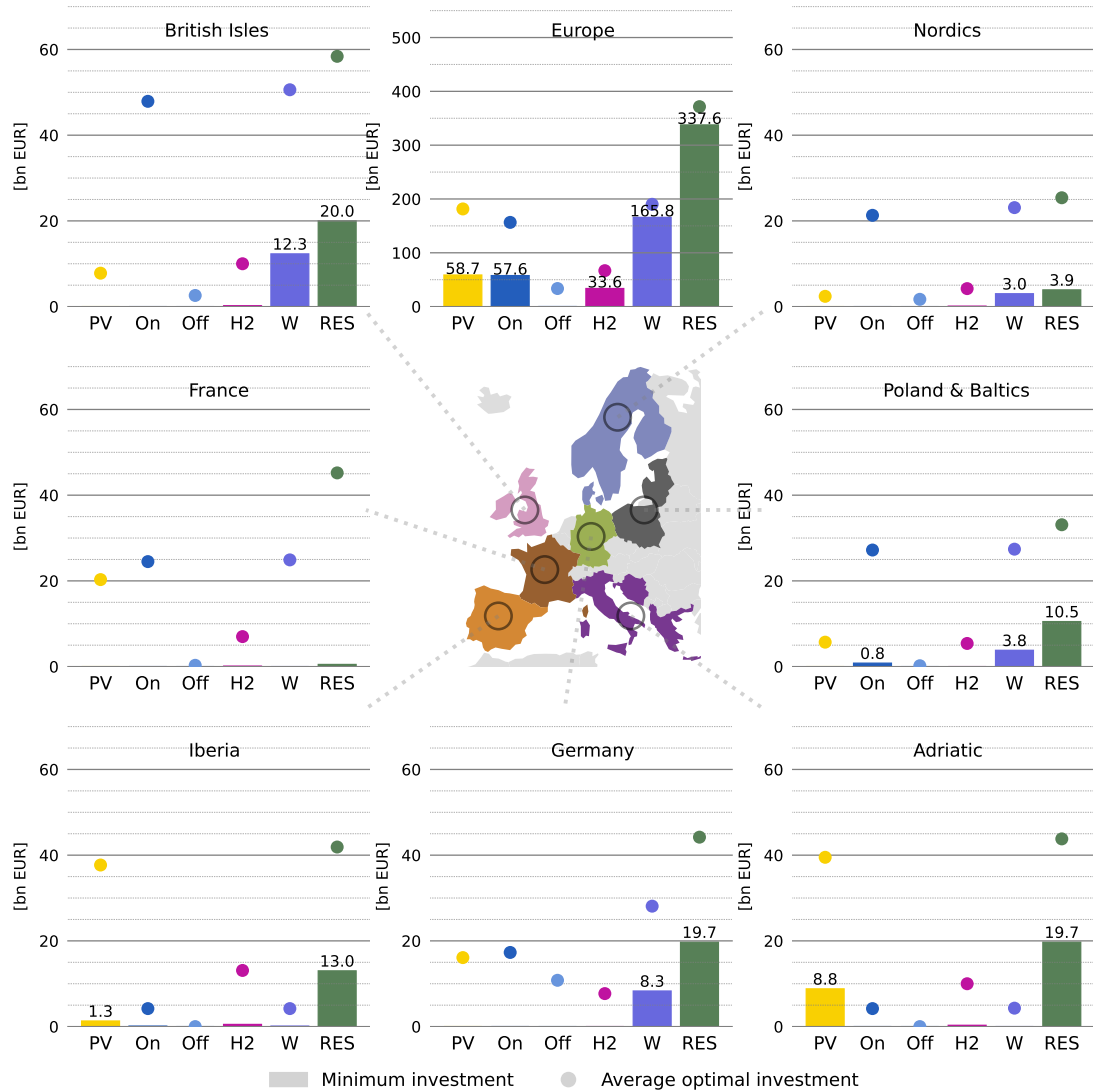 British Isles
[bn EUR]
60
40
20
0
12.3
20.0
PV On Off H2 W RES
Europe
[bn EUR]
500
400
300
200
100
0
58.7
57.6
33.6
165.8
337.6
PV On Off H2 W RES
Nordics
[bn EUR]
60
40
20
0
3.0
3.9
PV On Off H2 W RES
France
[bn EUR]
60
40
20
0
PV On Off H2 W RES
Poland & Baltics
[bn EUR]
60
40
20
0
0.8
3.8
10.5
PV On Off H2 W RES
Iberia
[bn EUR]
60
40
20
0
1.3
13.0
PV On Off H2 W RES
Germany
[bn EUR]
60
40
20
0
8.3
19.7
PV On Off H2 W RES
Adriatic
[bn EUR]
60
40
20
0
8.8
19.7
PV On Off H2 W RES
Minimum investment
Average optimal investment